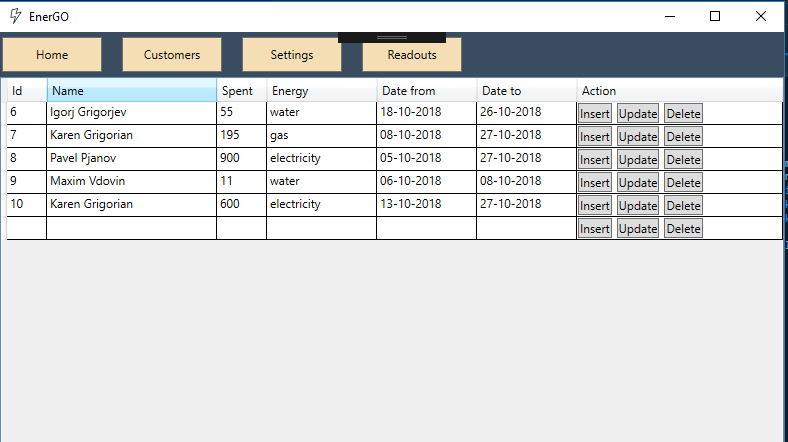 EnerGO
Home Customers Settings Readouts
Id Name Spent Energy Date from Date to Action
6 Igorj Grigorjev 55 water 18-10-2018 26-10-2018 Insert Update Delete
7 Karen Grigorian 195 gas 08-10-2018 27-10-2018 Insert Update Delete
8 Pavel Pjanov 900 electricity 05-10-2018 27-10-2018 Insert Update Delete
9 Maxim Vdovin 11 water 06-10-2018 08-10-2018 Insert Update Delete
10 Karen Grigorian 600 electricity 13-10-2018 27-10-2018 Insert Update Delete
Insert Update Delete